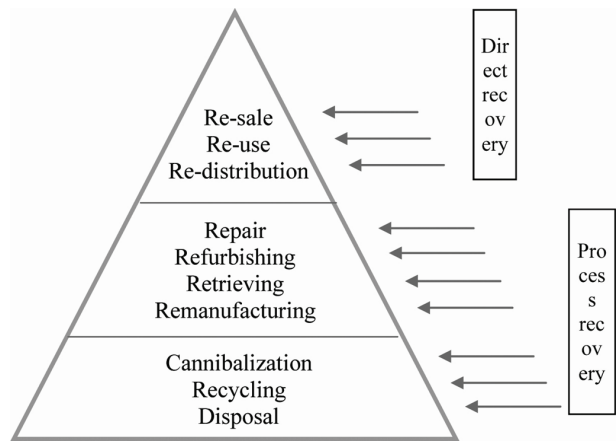 Re-sale
Re-use
Re-distribution
Dir
ect
rec
ov
ery
Repair
Refurbishing
Retrieving
Remanufacturing
Cannibalization
Recycling
Disposal
Pro
ces
s
rec
ov
ery